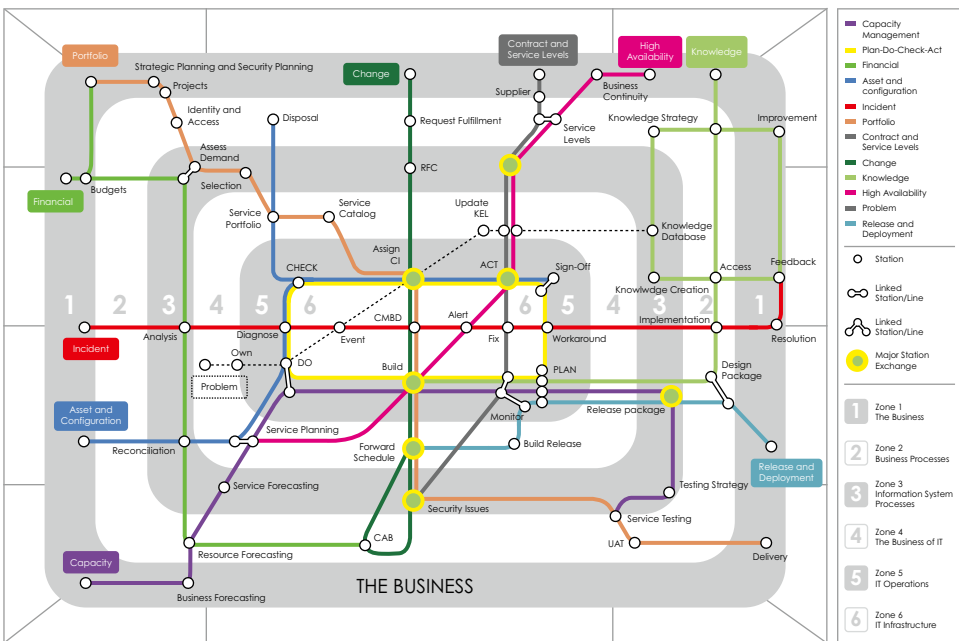 Portfolio
Strategic Planning and Security Planning
Projects
Identity and
Access
Assess
Demand
Selection
Budgets
Financial
Disposal
Service
Portfolio
Service
Catalog
Change
Request Fulfillment
RFC
Assign
CI
Contract and
Service Levels
Supplier
Service
Levels
High
Availability
Business
Continuity
Knowledge
Knowledge Strategy
Improvement
Update
KEL
Knowledge
Database
ACT
Sign-Off
CHECK
Access
Feedback
Knowlwdge Creation
1
2
3
4
5
6
6
5
4
3
2
1
Incident
Analysis
Diagnose
Event
CMBD
Alert
Fix
Workaround
Implementation
Resolution
Own
Problem
DO
Build
PLAN
Design
Package
Monitor
Release package
Asset and
Configuration
Reconciliation
Service Planning
Forward
Schedule
Build Release
Release and
Deployment
Service Forecasting
Security Issues
Testing Strategy
Service Testing
Resource Forecasting
CAB
UAT
Delivery
Capacity
Business Forecasting
THE BUSINESS
Capacity
Management
Plan-Do-Check-Act
Financial
Asset and
configuration
Incident
Portfolio
Contract and
Service Levels
Change
Knowledge
High Availability
Problem
Release and
Deployment
Station
Linked
Station/Line
Linked
Station/Line
Major Station
Exchange
1
Zone 1
The Business
2
Zone 2
Business Processes
3
Zone 3
Information System
Processes
4
Zone 4
The Business of IT
5
Zone 5
IT Operations
6
Zone 6
IT Infrastructure